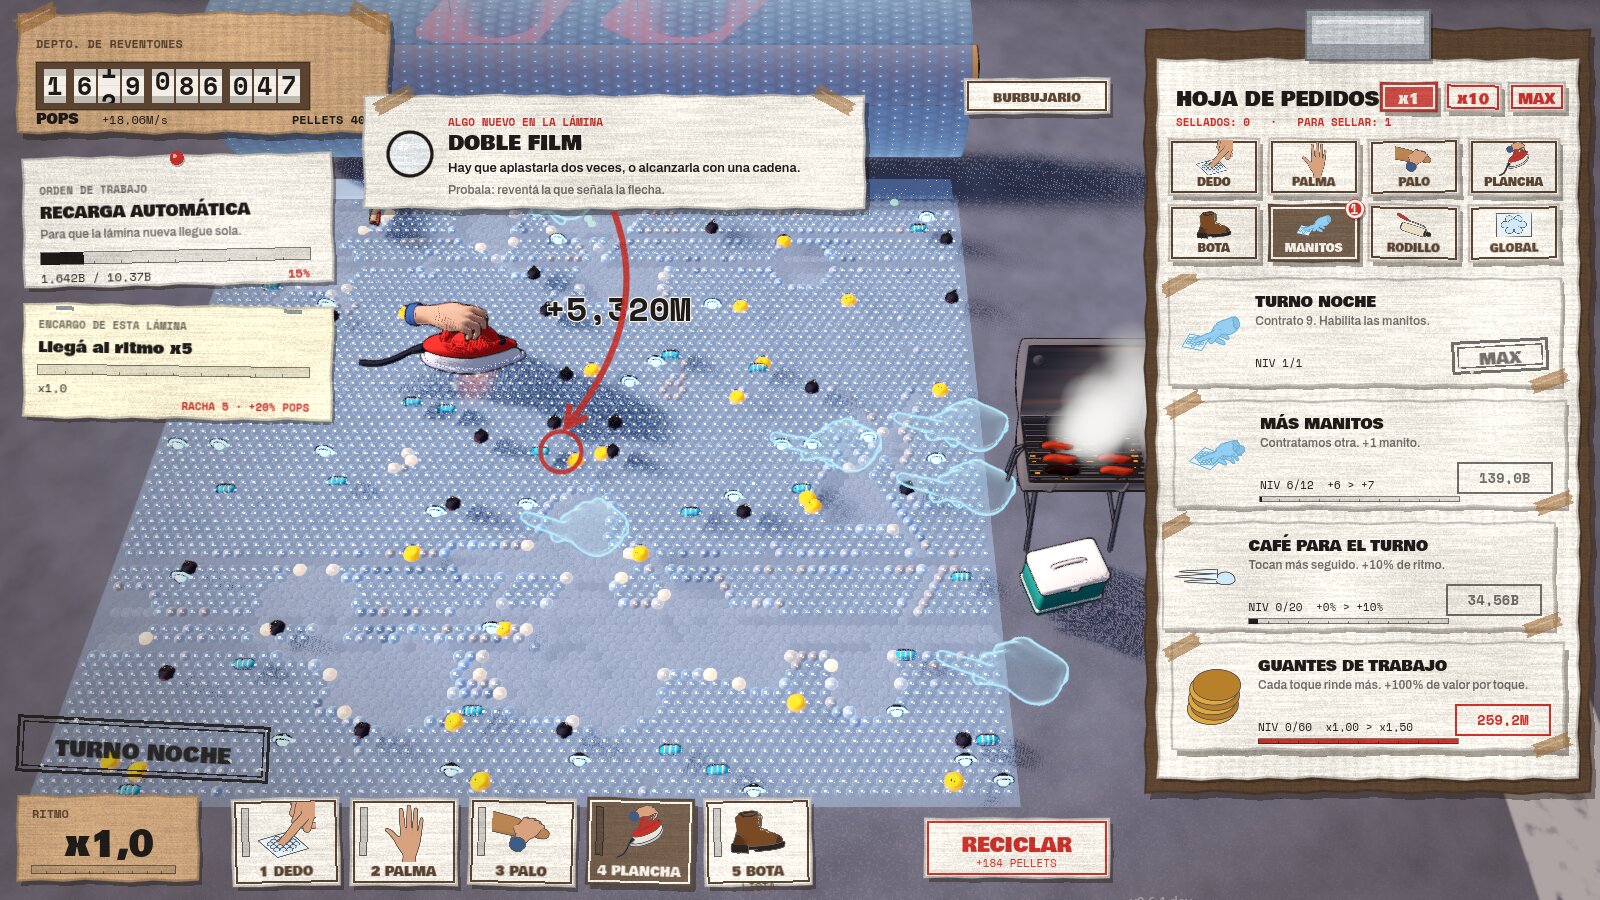 DEPTO. DE REVENTONES
POPS +18,06M/s PELLETS 40
ORDEN DE TRABAJO
RECARGA AUTOMÁTICA
Para que la lámina nueva llegue sola.
1,642B / 10,37B 15%
ENCARGO DE ESTA LÁMINA
Llegá al ritmo x5
x1,0
RACHA 5 · +20% POPS
ALGO NUEVO EN LA LÁMINA
DOBLE FILM
Hay que aplastarla dos veces, o alcanzarla con una cadena.
Probala: reventá la que señala la flecha.
+5,320M
BURBUJARIO
HOJA DE PEDIDOS x1 x10 MAX
SELLADOS: 0 · PARA SELLAR: 1
DEDO PALMA PALO PLANCHA
1
BOTA MANITOS RODILLO GLOBAL
TURNO NOCHE
Contrato 9. Habilita las manitos.
NIV 1/1 MAX
MÁS MANITOS
Contratamos otra. +1 manito.
NIV 6/12 +6 > +7 139,0B
CAFÉ PARA EL TURNO
Tocan más seguido. +10% de ritmo.
NIV 0/20 +0% > +10% 34,56B
GUANTES DE TRABAJO
Cada toque rinde más. +100% de valor por toque.
NIV 0/60 x1,00 > x1,50 259,2M
TURNO NOCHE
RITMO
x1,0
1 DEDO 2 PALMA 3 PALO 4 PLANCHA 5 BOTA
RECICLAR
+184 PELLETS